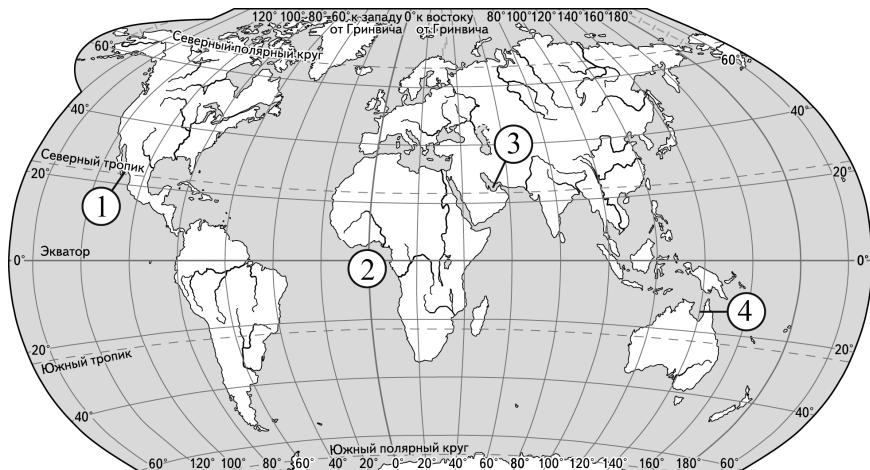 120° 100° 80° 60° к западу 0° к востоку 80° 100° 120° 140° 160° 180°
от Гринвича от Гринвича
Северный полярный круг
60° 60°
40° 40°
3
Северный тропик
20° 20°
1
Экватор
0° 0°
2
4
20° 20°
Южный тропик
40° 40°
Южный полярный круг
60° 120° 100° 80° 60° 40° 20° 0° 20° 40° 60° 80° 100° 120° 140° 160° 180° 60°